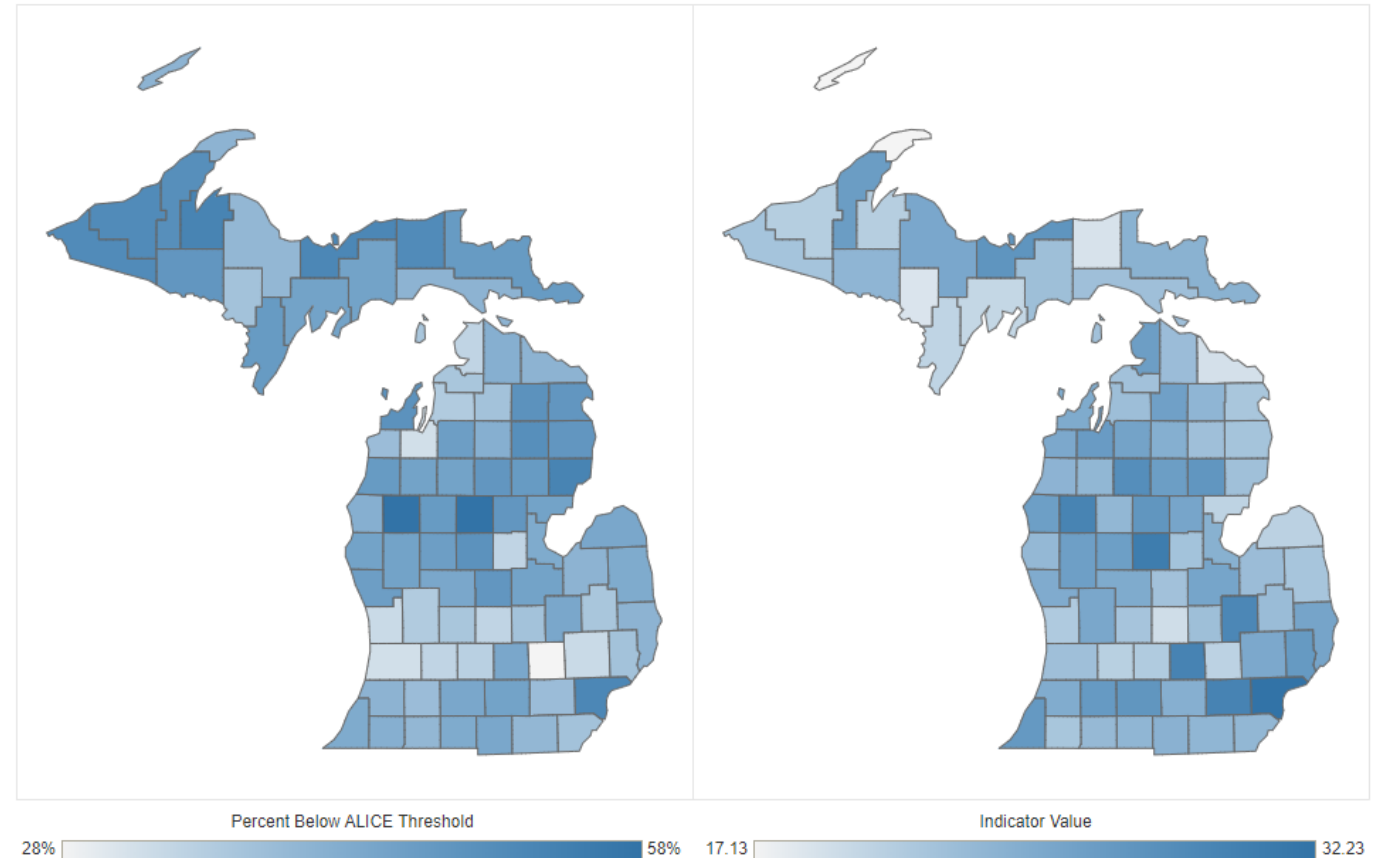 Percent Below ALICE Threshold
Indicator Value
28%
58%
17.13
32.23